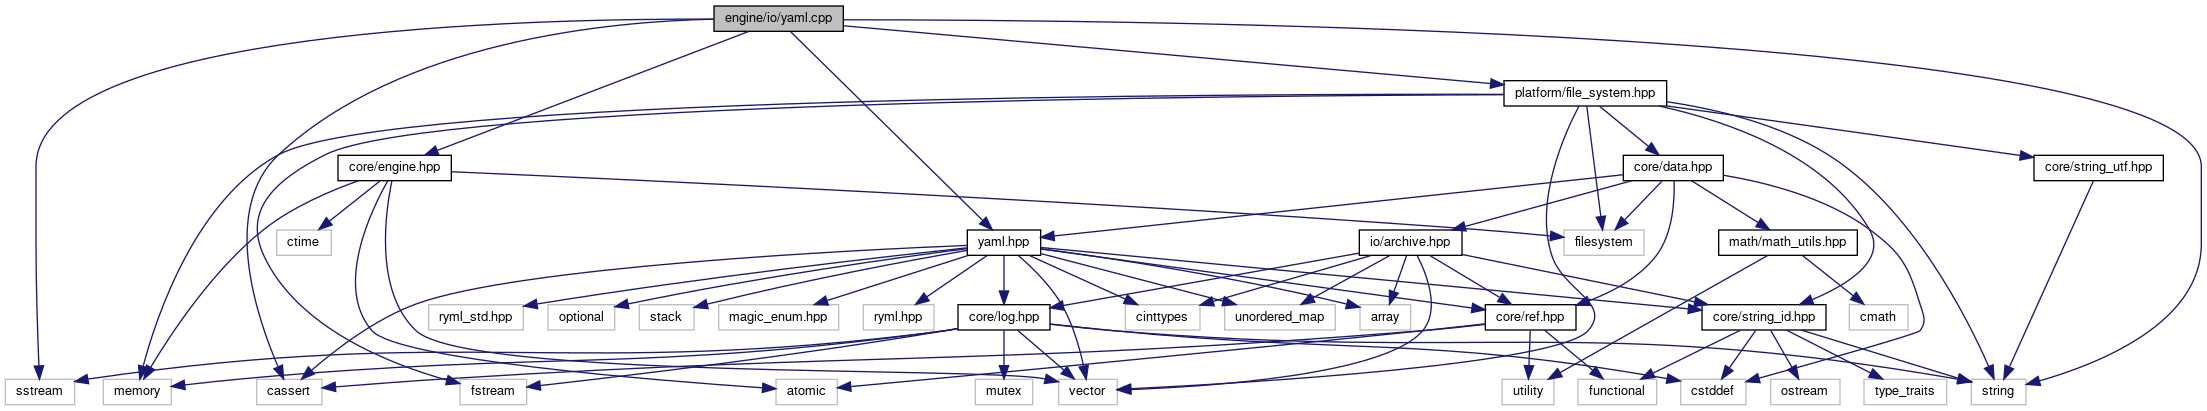 engine/io/yaml.cpp
platform/file_system.hpp
core/engine.hpp
core/data.hpp
core/string_utf.hpp
ctime
yaml.hpp
io/archive.hpp
filesystem
math/math_utils.hpp
ryml_std.hpp
optional
stack
magic_enum.hpp
ryml.hpp
core/log.hpp
cinttypes
unordered_map
array
core/ref.hpp
core/string_id.hpp
cmath
sstream
memory
cassert
fstream
atomic
mutex
vector
utility
functional
cstddef
ostream
type_traits
string